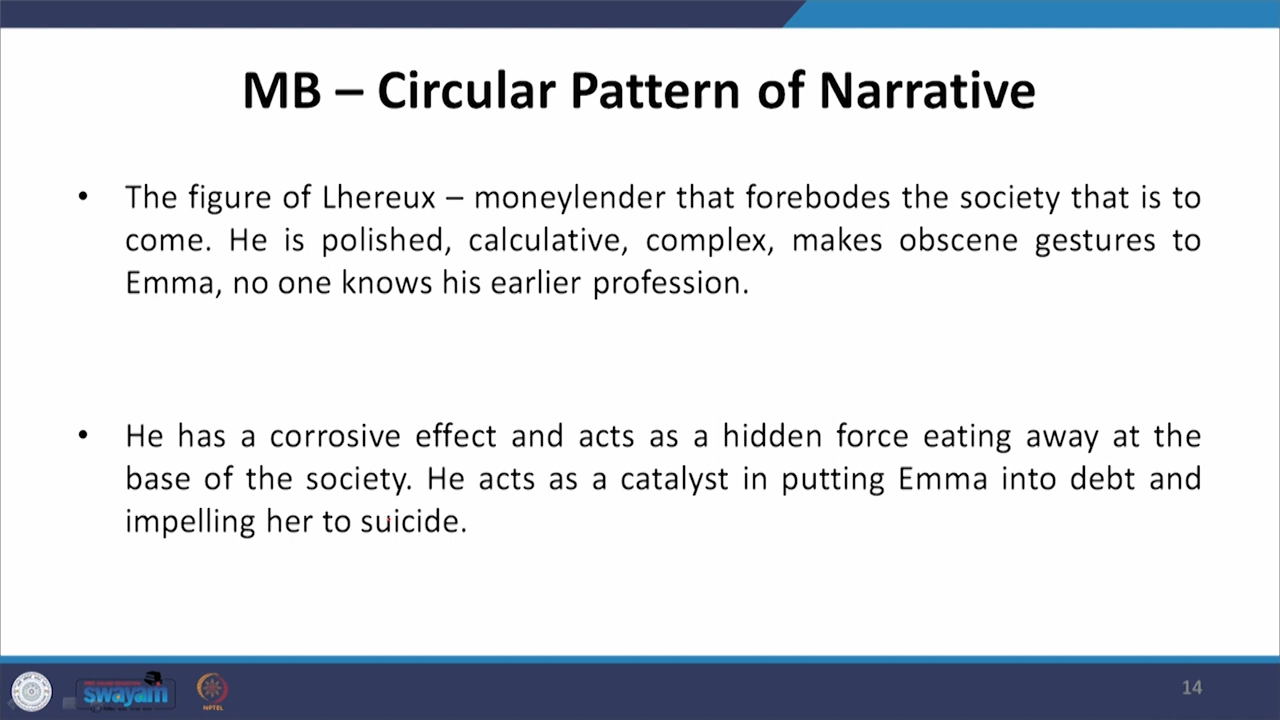 MB – Circular Pattern of Narrative
• The figure of Lhereux – moneylender that forebodes the society that is to
come. He is polished, calculative, complex, makes obscene gestures to
Emma, no one knows his earlier profession.
• He has a corrosive effect and acts as a hidden force eating away at the
base of the society. He acts as a catalyst in putting Emma into debt and
impelling her to suicide.
swayam
NPTEL
14